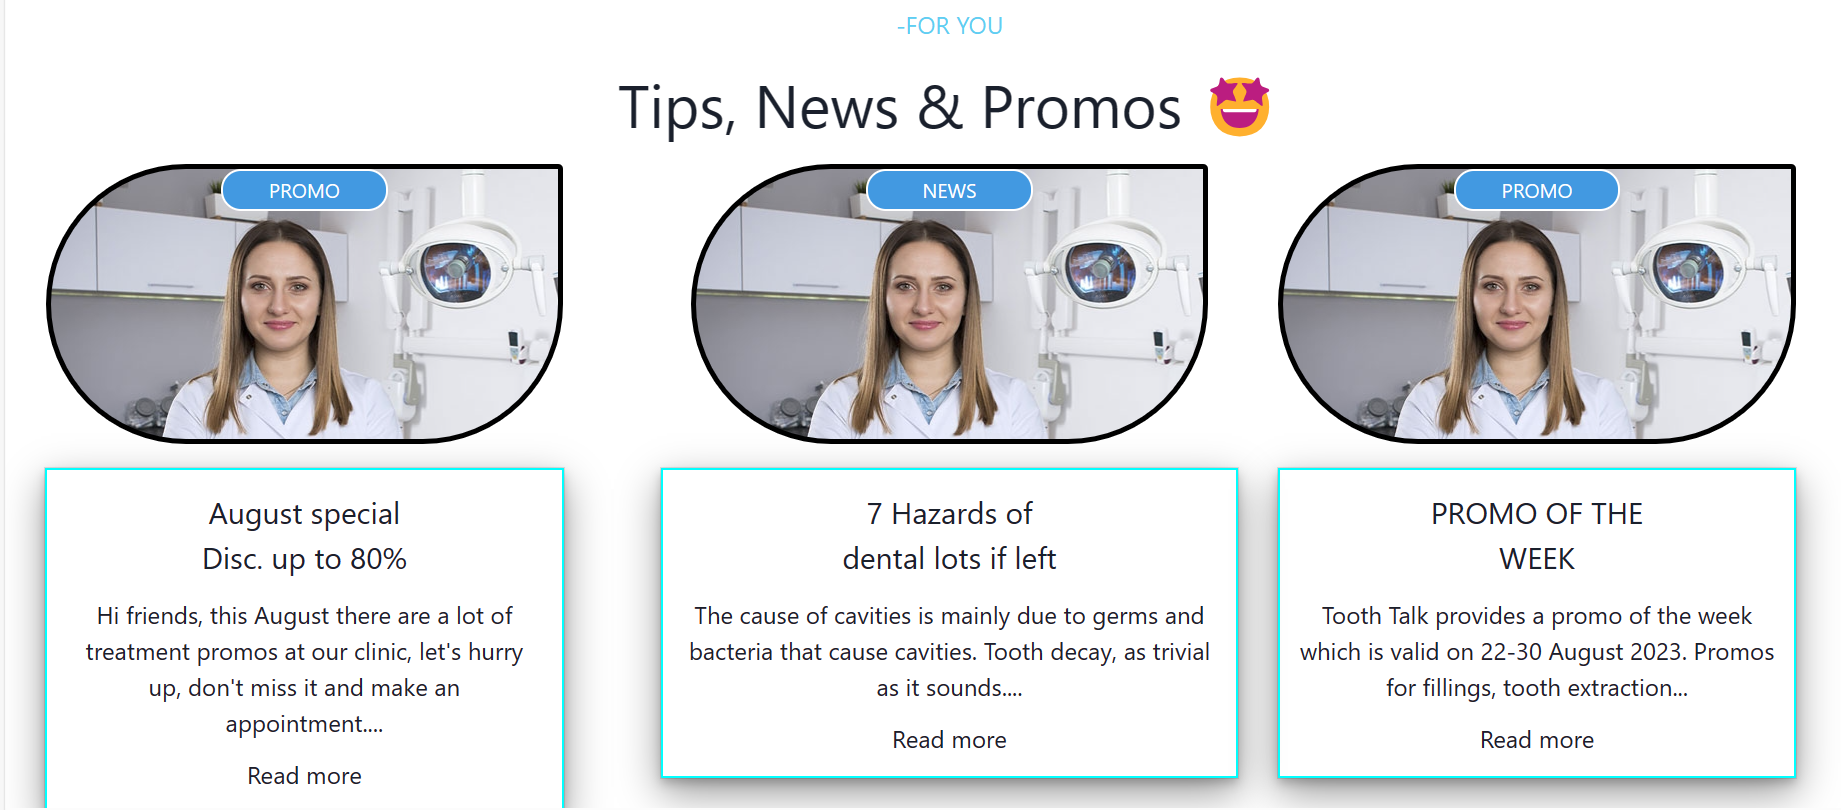 -FOR YOU
Tips, News & Promos 🤩
PROMO
NEWS
PROMO
August special
Disc. up to 80%
Hi friends, this August there are a lot of
treatment promos at our clinic, let's hurry
up, don't miss it and make an
appointment....
Read more
7 Hazards of
dental lots if left
The cause of cavities is mainly due to germs and
bacteria that cause cavities. Tooth decay, as trivial
as it sounds....
Read more
PROMO OF THE
WEEK
Tooth Talk provides a promo of the week
which is valid on 22-30 August 2023. Promos
for fillings, tooth extraction...
Read more